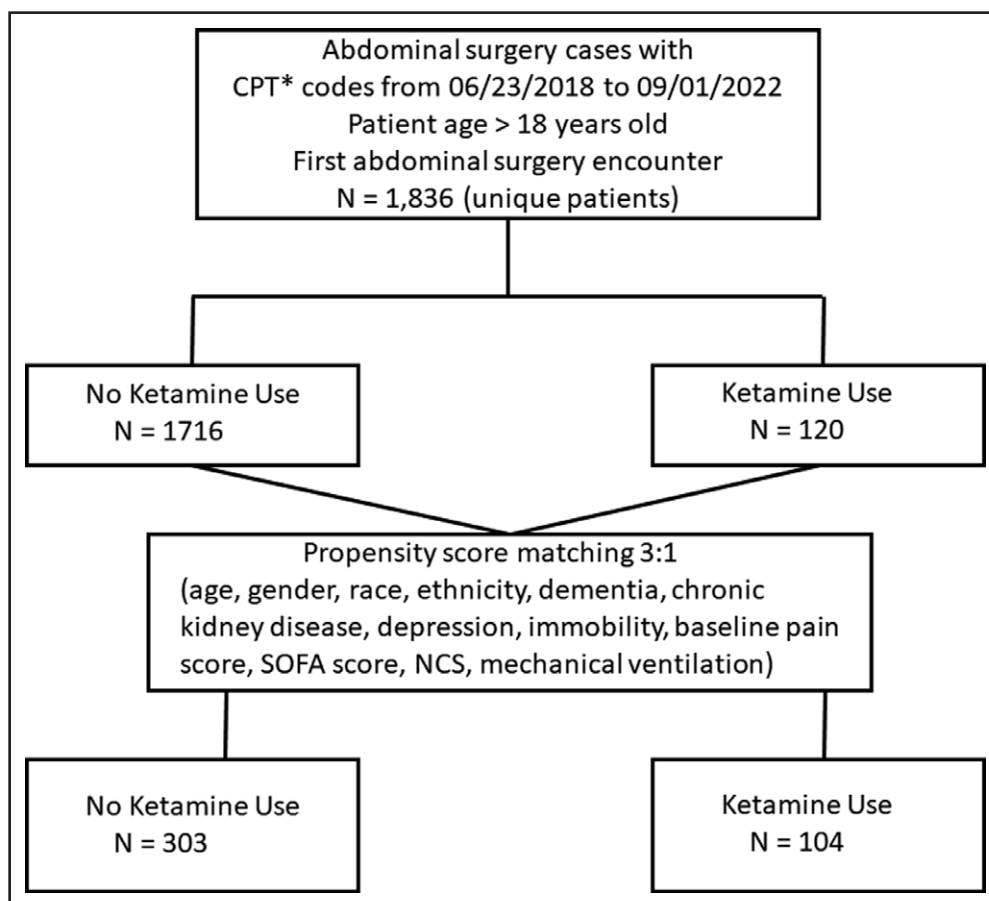 Abdominal surgery cases with
CPT* codes from 06/23/2018 to 09/01/2022
Patient age > 18 years old
First abdominal surgery encounter
N = 1,836 (unique patients)
No Ketamine Use
N = 1716
Ketamine Use
N = 120
Propensity score matching 3:1
(age, gender, race, ethnicity, dementia, chronic
kidney disease, depression, immobility, baseline pain
score, SOFA score, NCS, mechanical ventilation)
No Ketamine Use
N = 303
Ketamine Use
N = 104